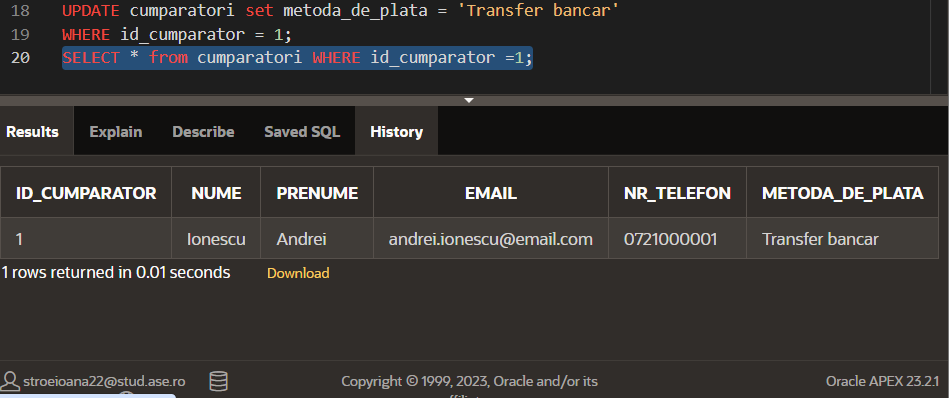 18 UPDATE cumparatori set metoda_de_plata = 'Transfer bancar'
19 WHERE id_cumparator = 1;
20 SELECT * from cumparatori WHERE id_cumparator =1;
Results Explain Describe Saved SQL History
ID_CUMPARATOR NUME PRENUME EMAIL NR_TELEFON METODA_DE_PLATA
1 Ionescu Andrei andrei.ionescu@email.com 0721000001 Transfer bancar
1 rows returned in 0.01 seconds Download
stroeioana22@stud.ase.ro Copyright © 1999, 2023, Oracle and/or its Oracle APEX 23.2.1